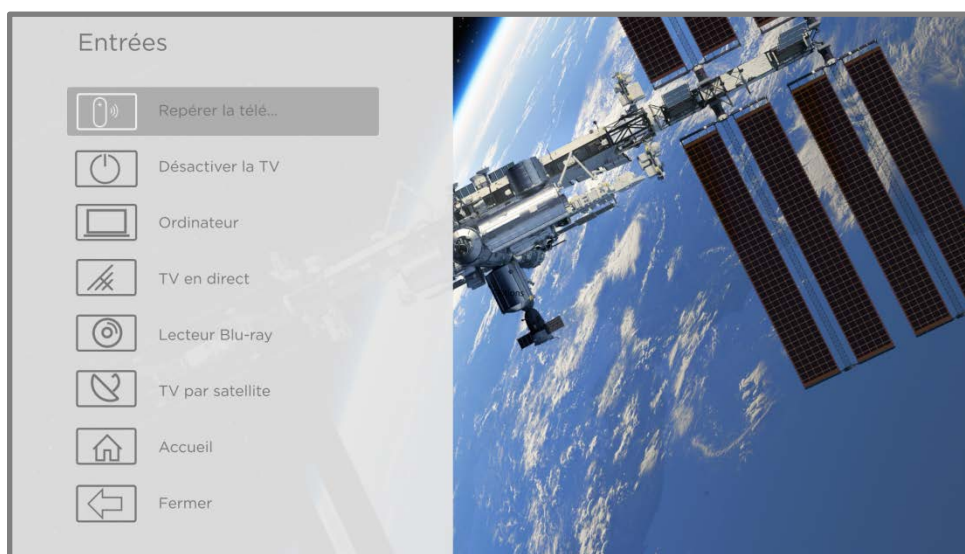 Entrées
Repérer la télé...
Désactiver la TV
Ordinateur
TV en direct
Lecteur Blu-ray
TV par satellite
Accueil
Fermer